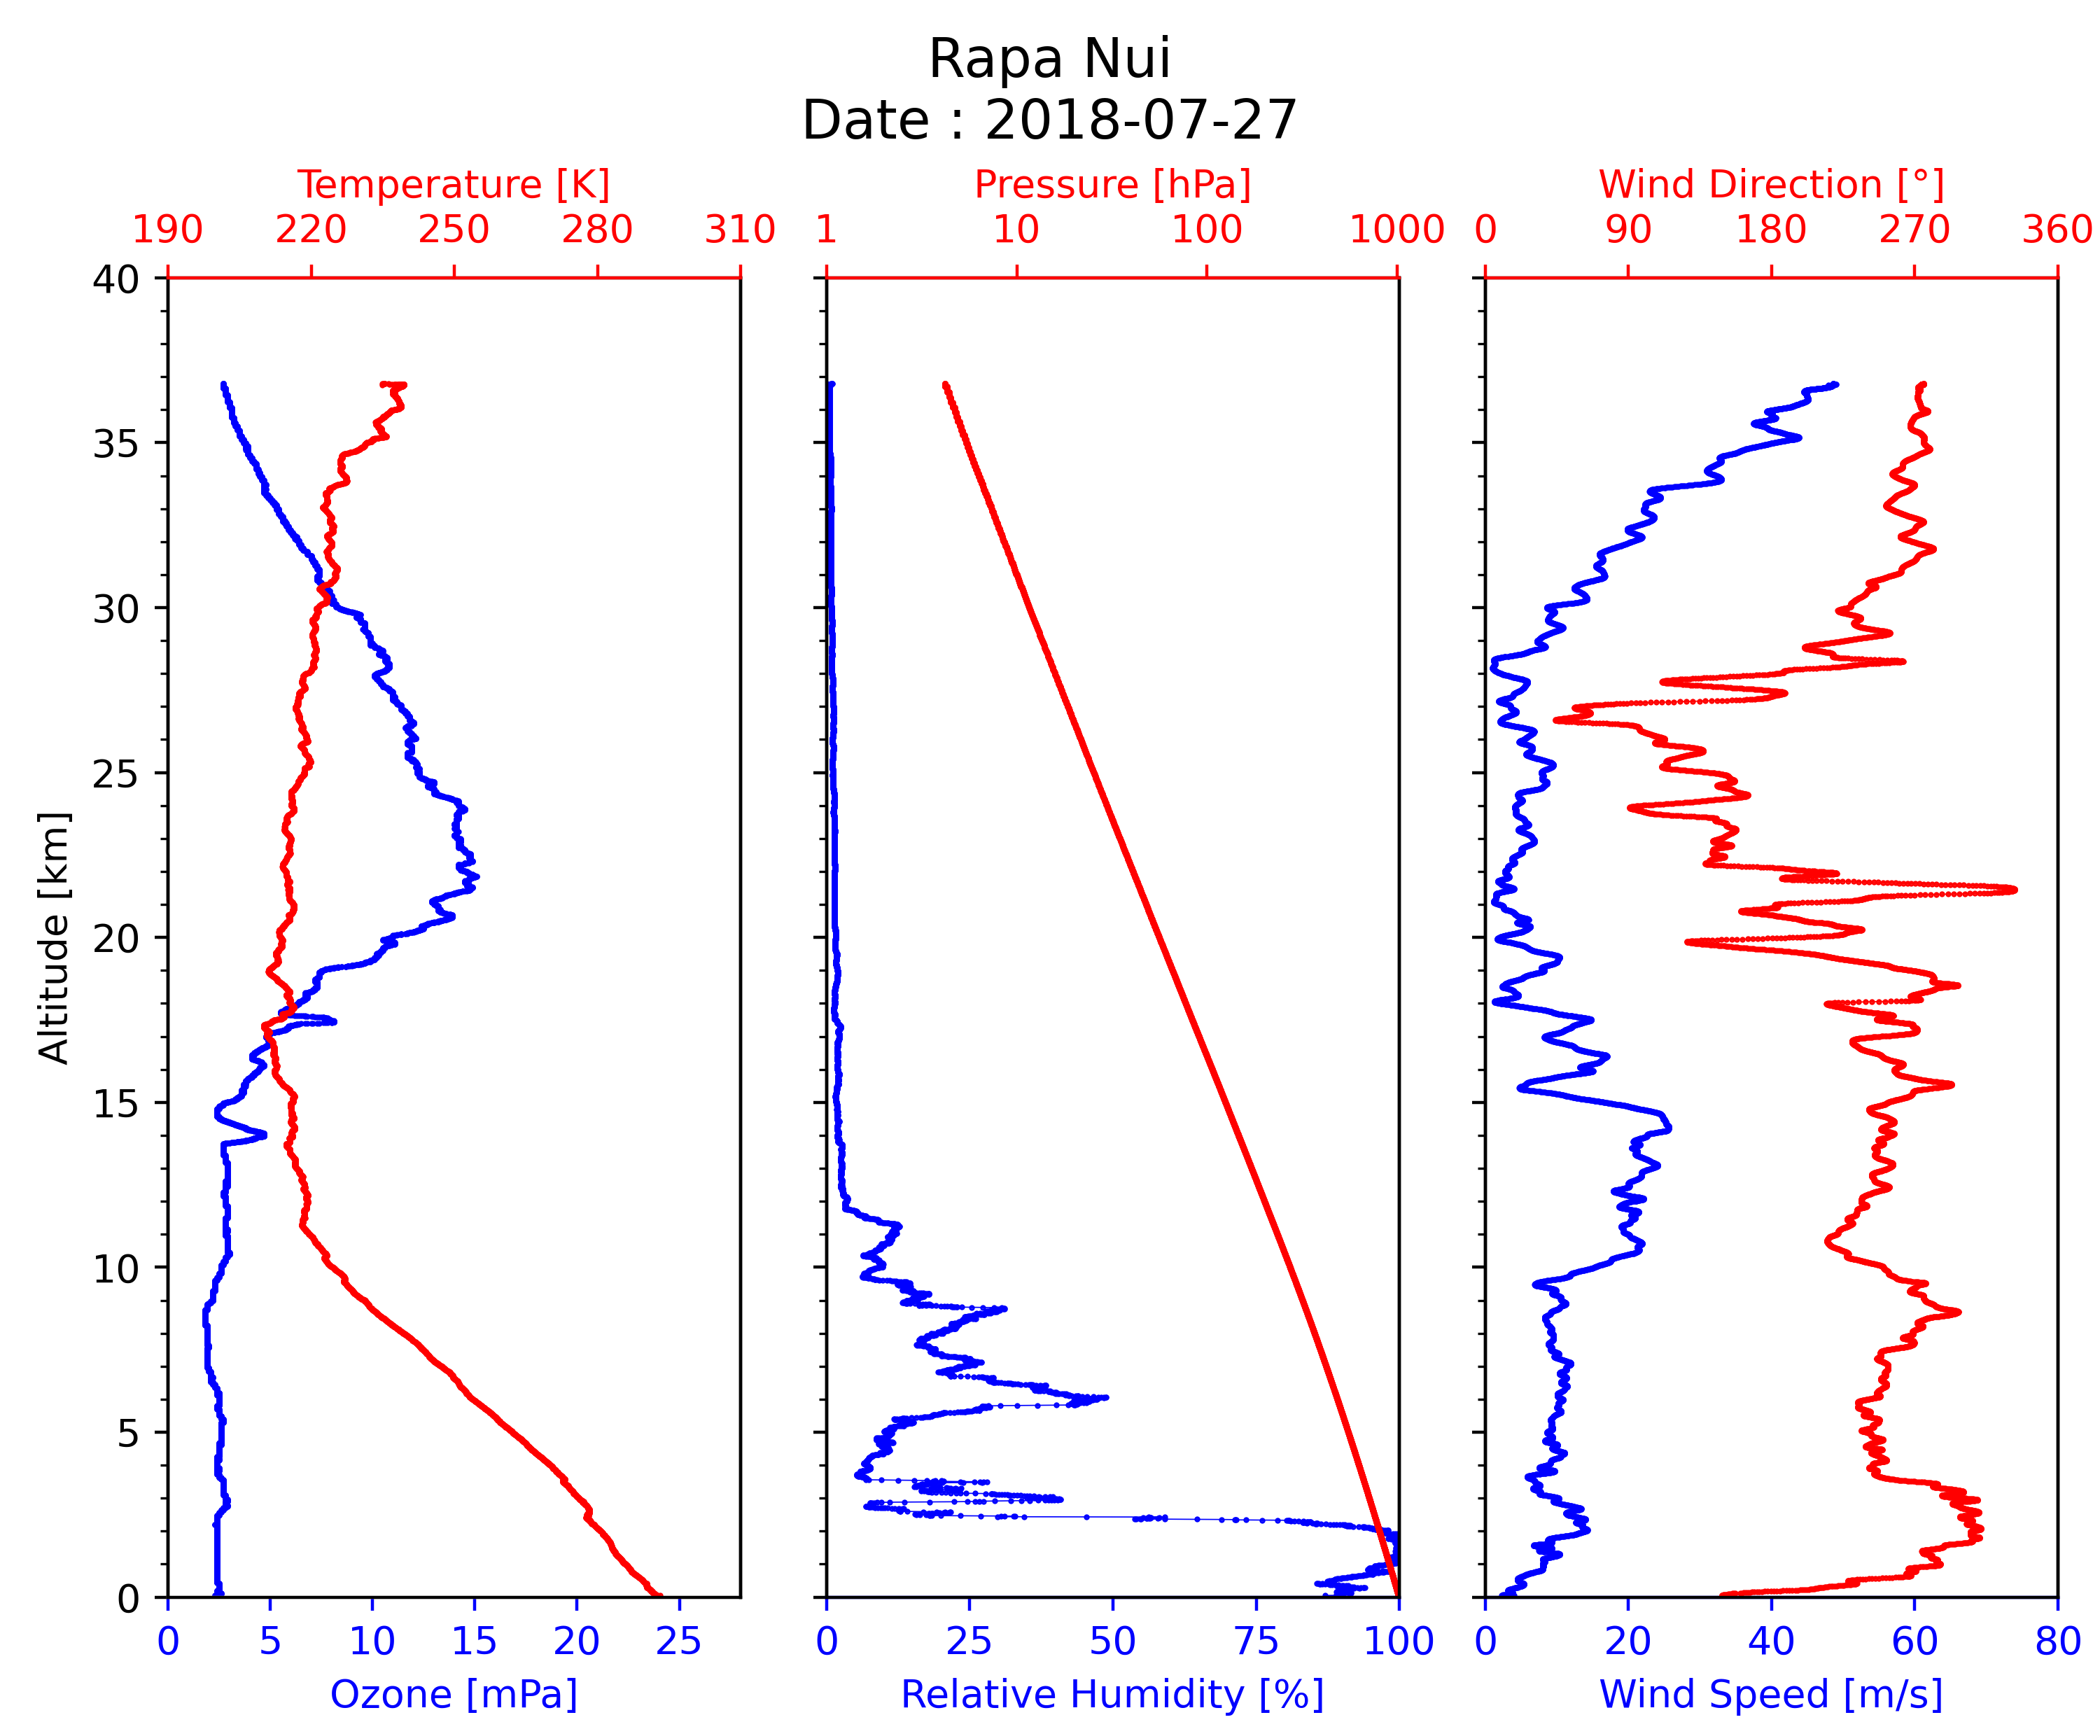 Rapa Nui
Date : 2018-07-27
Temperature [K] Pressure [hPa] Wind Direction [°]
190 220 250 280 310 1 10 100 1000 0 90 180 270 360
40
35
30
25
20
15
10
5
0
Altitude [km]
0 5 10 15 20 25 0 25 50 75 100 0 20 40 60 80
Ozone [mPa] Relative Humidity [%] Wind Speed [m/s]